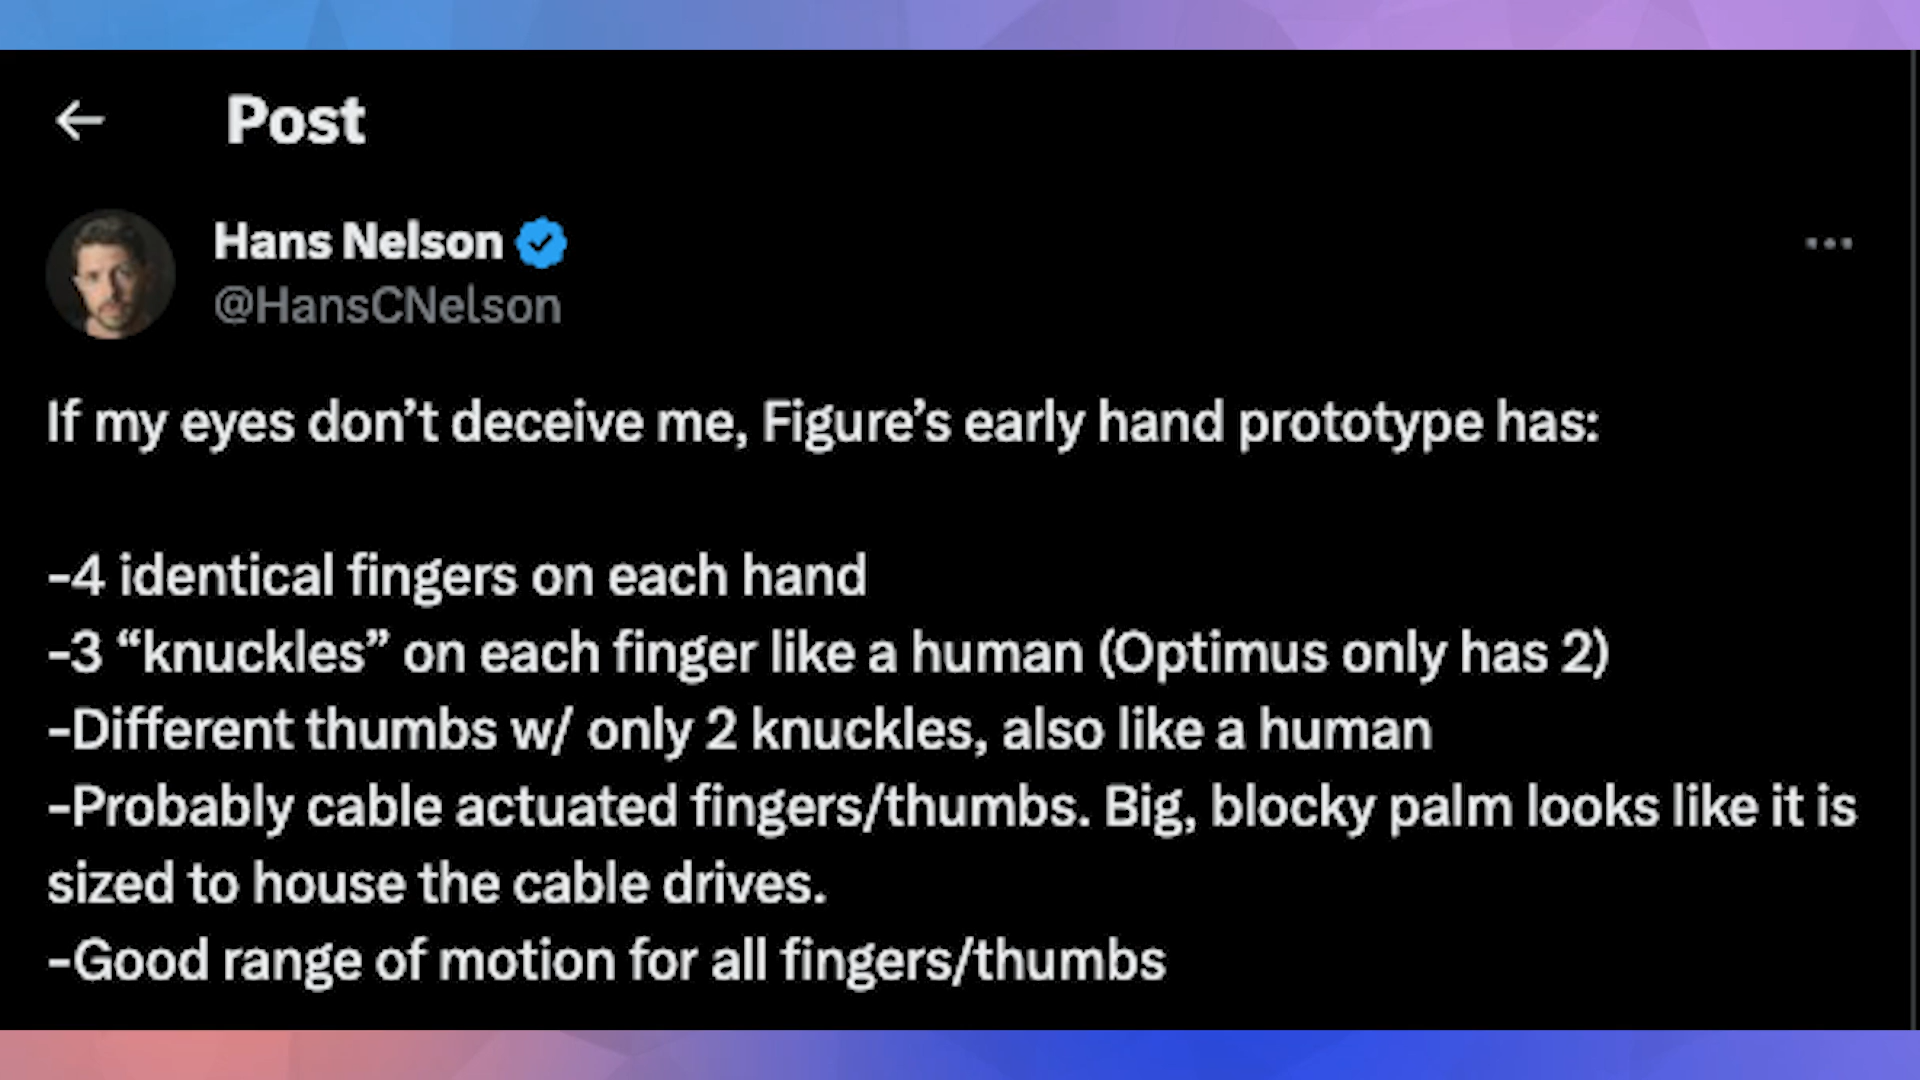 Post
Hans Nelson
@HansCNelson
If my eyes don’t deceive me, Figure’s early hand prototype has:
-4 identical fingers on each hand
-3 “knuckles” on each finger like a human (Optimus only has 2)
-Different thumbs w/ only 2 knuckles, also like a human
-Probably cable actuated fingers/thumbs. Big, blocky palm looks like it is
sized to house the cable drives.
-Good range of motion for all fingers/thumbs